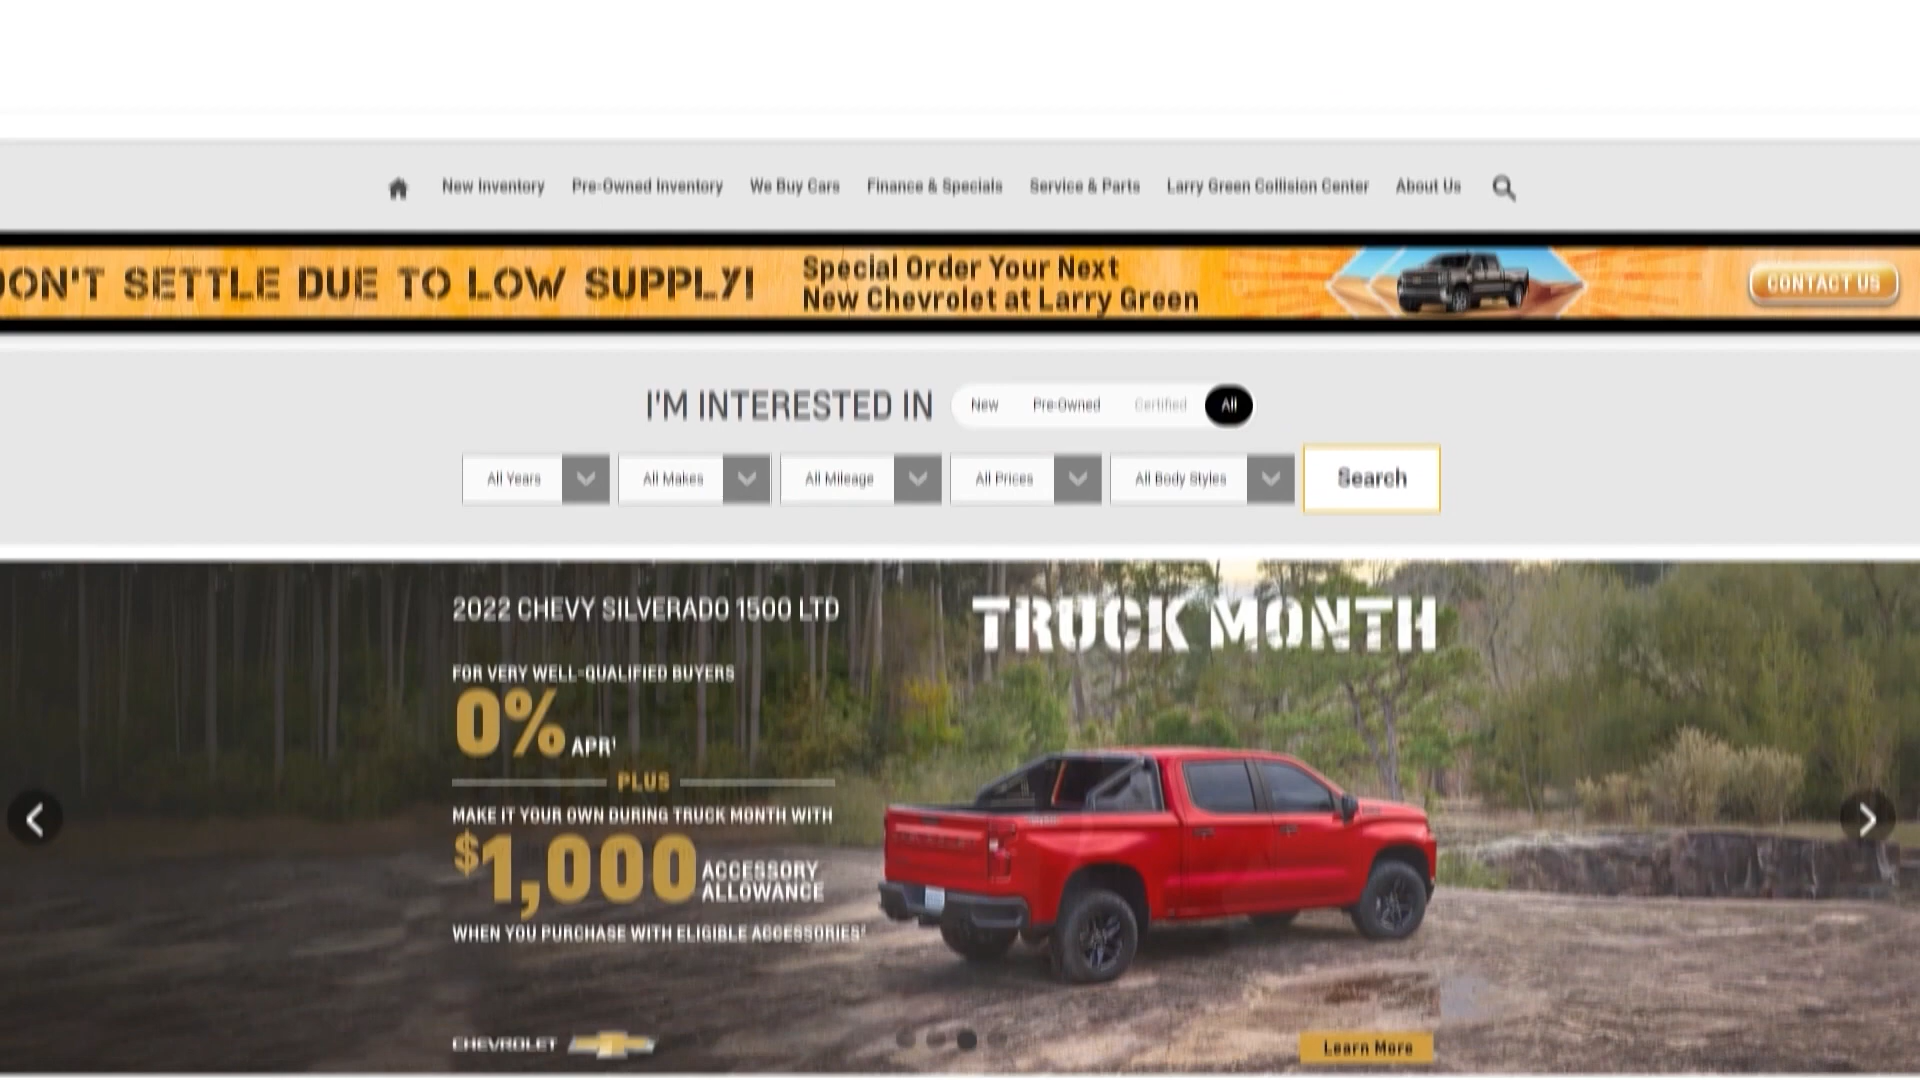 New Inventory Pre-Owned Inventory We Buy Cars Finance & Specials Service & Parts Larry Green Collision Center About Us
DON'T SETTLE DUE TO LOW SUPPLY!
Special Order Your Next
New Chevrolet at Larry Green
CONTACT US
I'M INTERESTED IN
New Pre-Owned Certified All
All Years All Makes All Mileage All Prices All Body Styles Search
2022 CHEVY SILVERADO 1500 LTD
TRUCK MONTH
FOR VERY WELL-QUALIFIED BUYERS
0% APR¹
PLUS
MAKE IT YOUR OWN DURING TRUCK MONTH WITH
$1,000 ACCESSORY
ALLOWANCE
WHEN YOU PURCHASE WITH ELIGIBLE ACCESSORIES²
CHEVROLET
Learn More